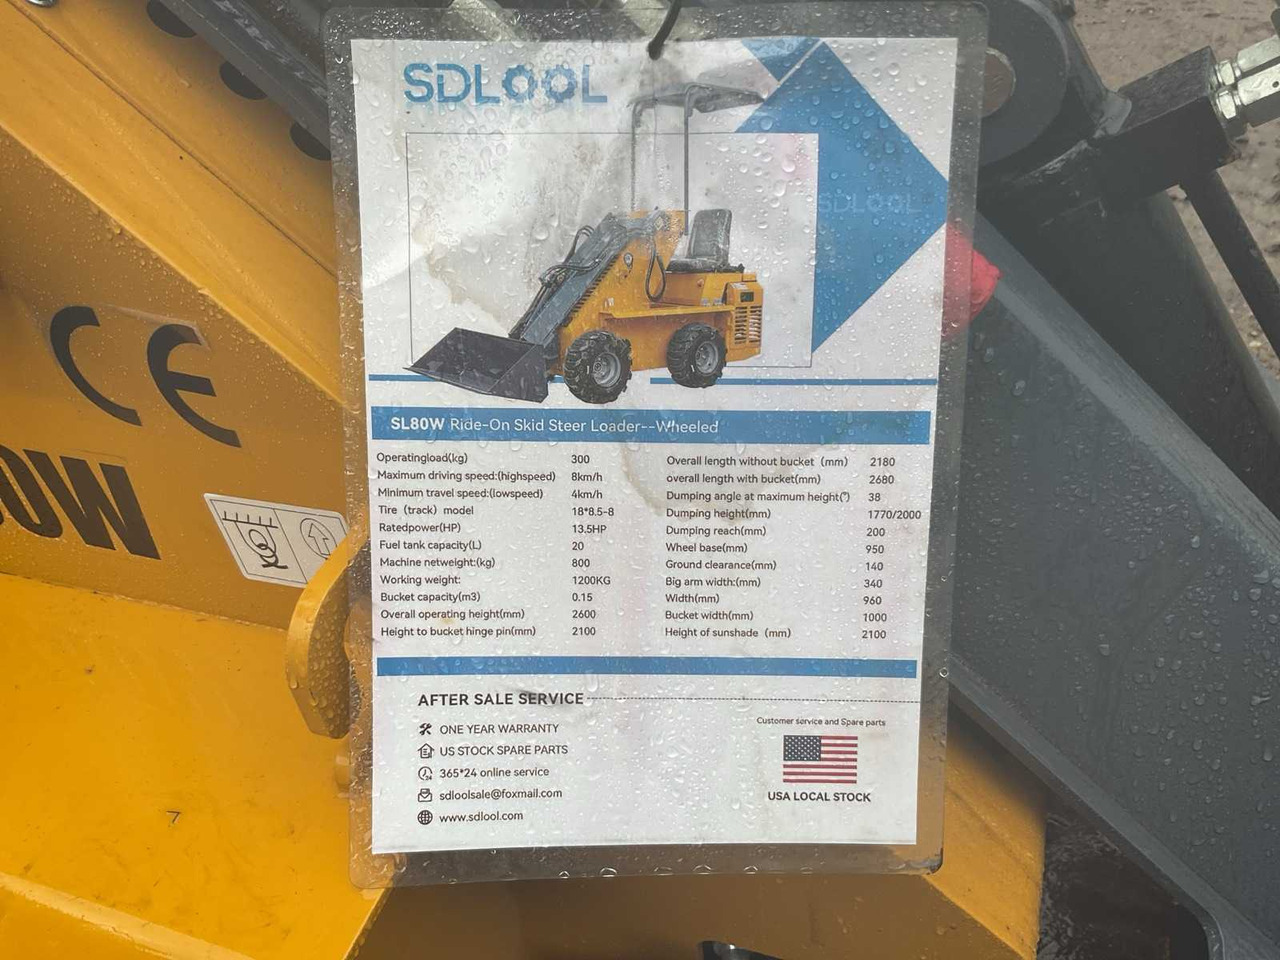 SDLOOL
SDLOOL
SL80W Ride-On Skid Steer Loader--Wheeled
Operatingload(kg) 300
Maximum driving speed:(highspeed) 8km/h
Minimum travel speed:(lowspeed) 4km/h
Tire (track) model 18*8.5-8
Ratedpower(HP) 13.5HP
Fuel tank capacity(L) 20
Machine netweight:(kg) 800
Working weight: 1200KG
Bucket capacity(m3) 0.15
Overall operating height(mm) 2600
Height to bucket hinge pin(mm) 2100
Overall length without bucket (mm) 2180
overall length with bucket(mm) 2680
Dumping angle at maximum height(°) 38
Dumping height(mm) 1770/2000
Dumping reach(mm) 200
Wheel base(mm) 950
Ground clearance(mm) 140
Big arm width:(mm) 340
Width(mm) 960
Bucket width(mm) 1000
Height of sunshade (mm) 2100
AFTER SALE SERVICE
ONE YEAR WARRANTY
US STOCK SPARE PARTS
365*24 online service
sdloolsale@foxmail.com
www.sdlool.com
Customer service and Spare parts
USA LOCAL STOCK
CE
0W